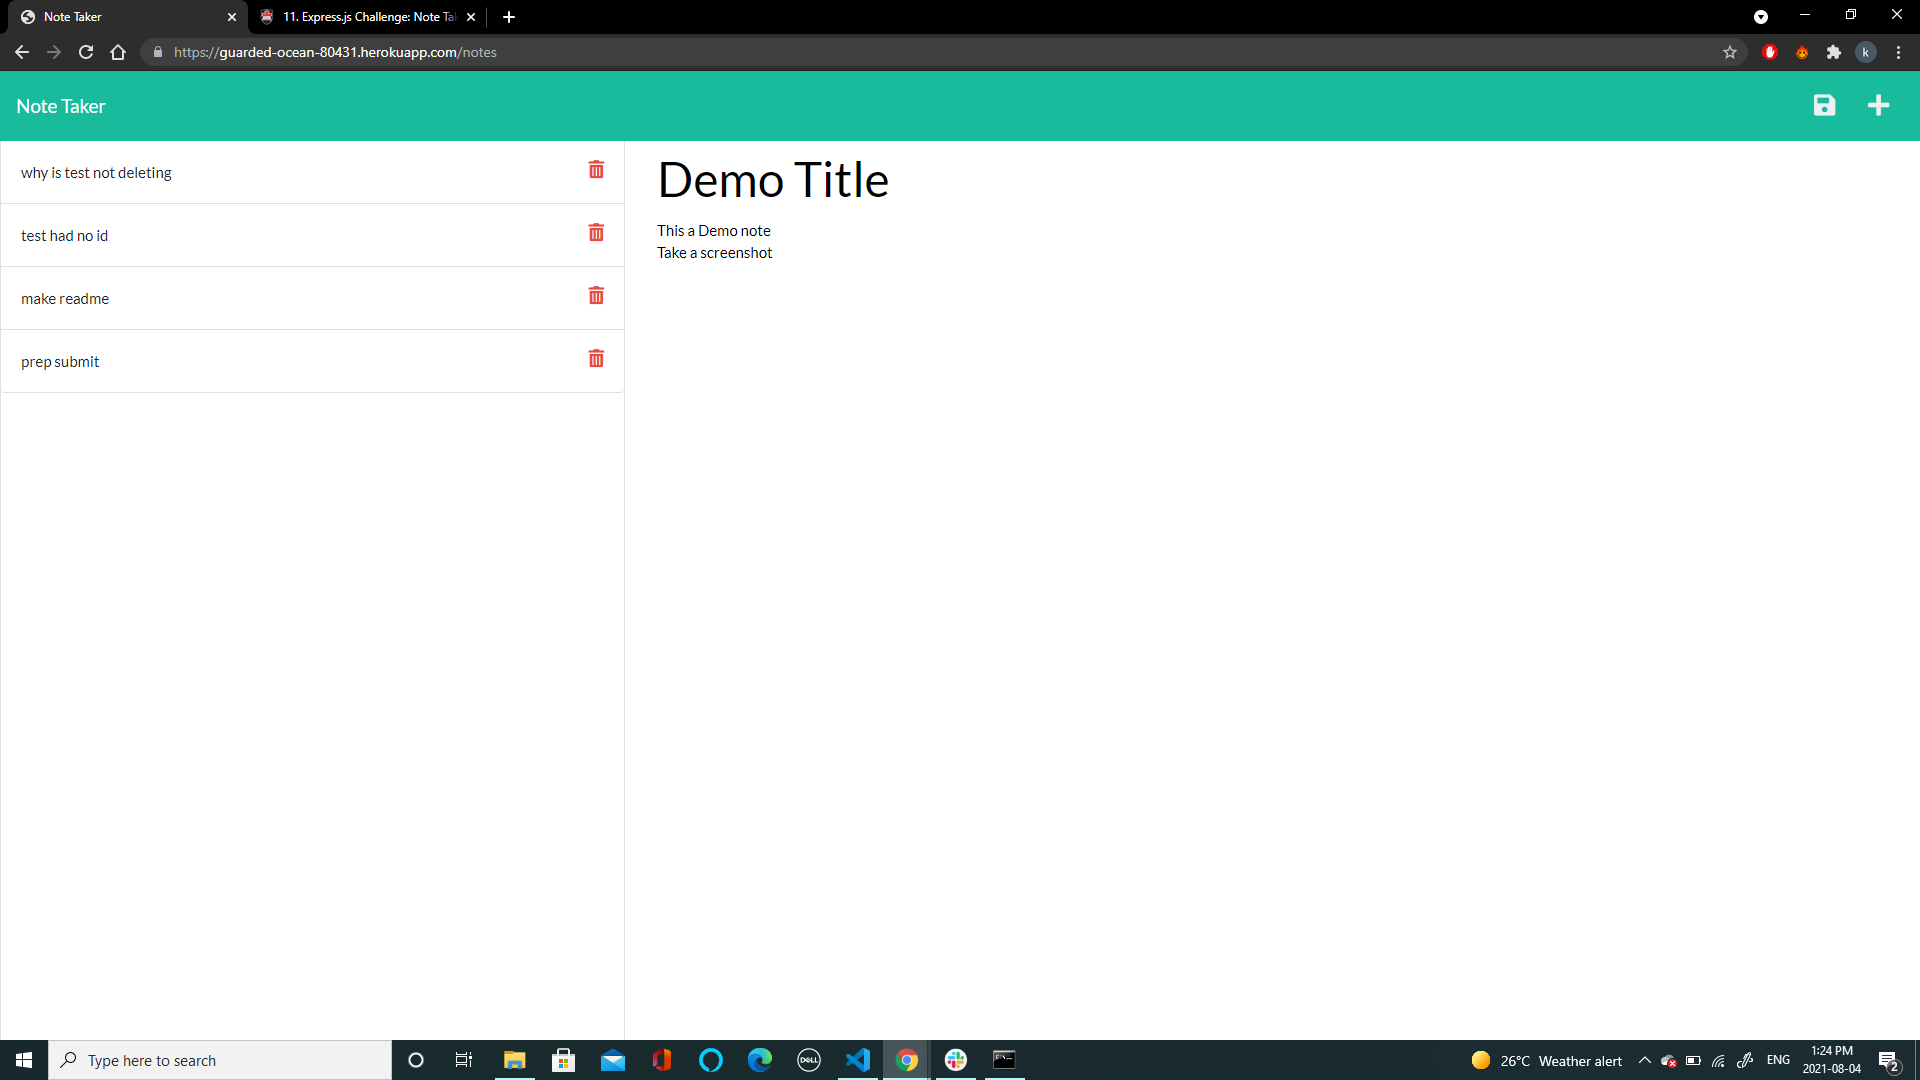 Note Taker
11. Express.js Challenge: Note Ta
https://guarded-ocean-80431.herokuapp.com/notes
k
Note Taker
why is test not deleting
test had no id
make readme
prep submit
Demo Title
This a Demo note
Take a screenshot
Type here to search
DELL
26°C Weather alert
ENG
1:24 PM
2021-08-04
2